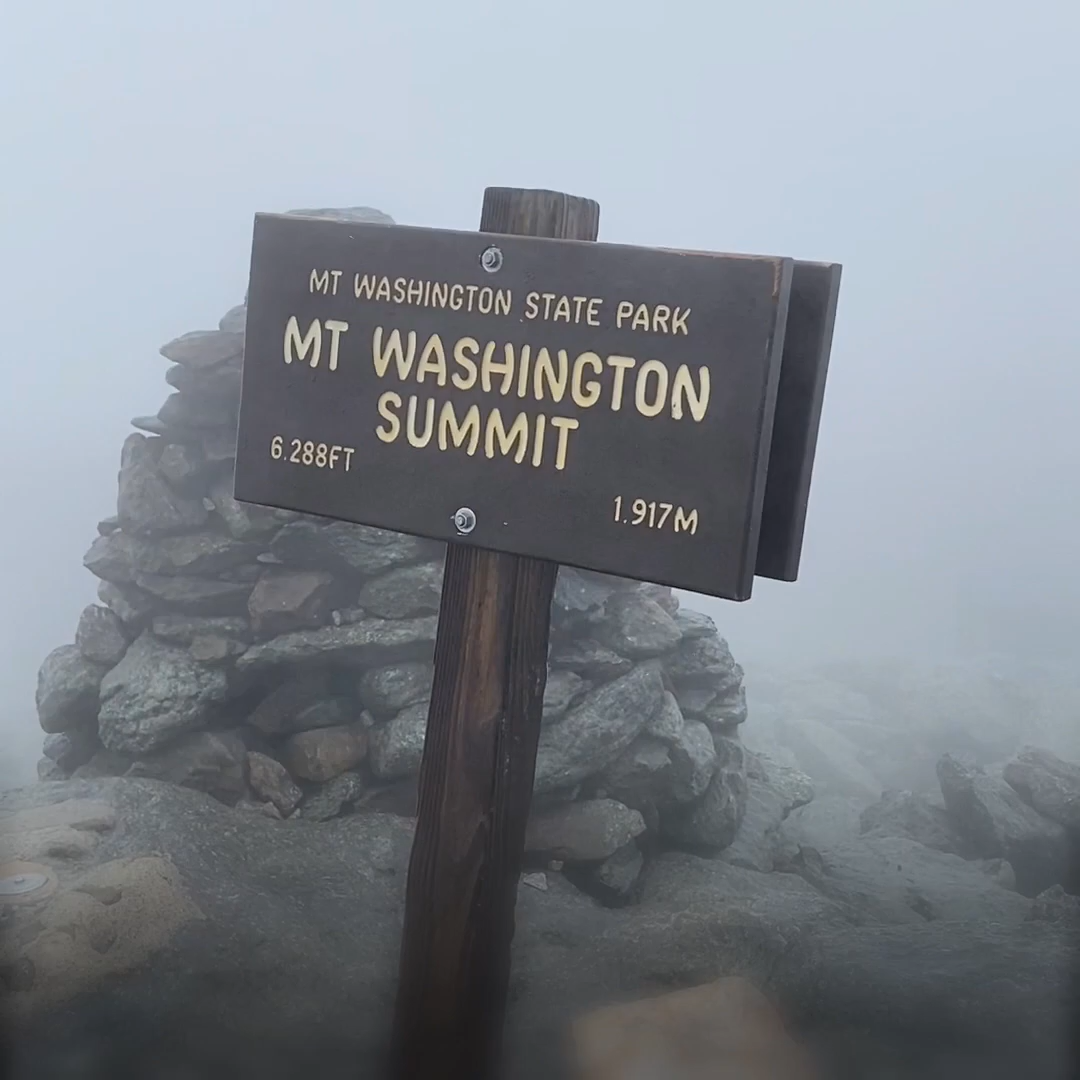 MT WASHINGTON STATE PARK
MT WASHINGTON
SUMMIT
6.288FT
1.917M